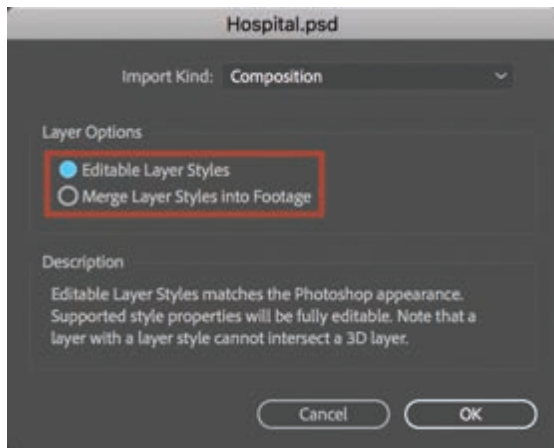 Hospital.psd
Import Kind: Composition
Layer Options
Editable Layer Styles
Merge Layer Styles into Footage
Description
Editable Layer Styles matches the Photoshop appearance.
Supported style properties will be fully editable. Note that a
layer with a layer style cannot intersect a 3D layer.
Cancel OK